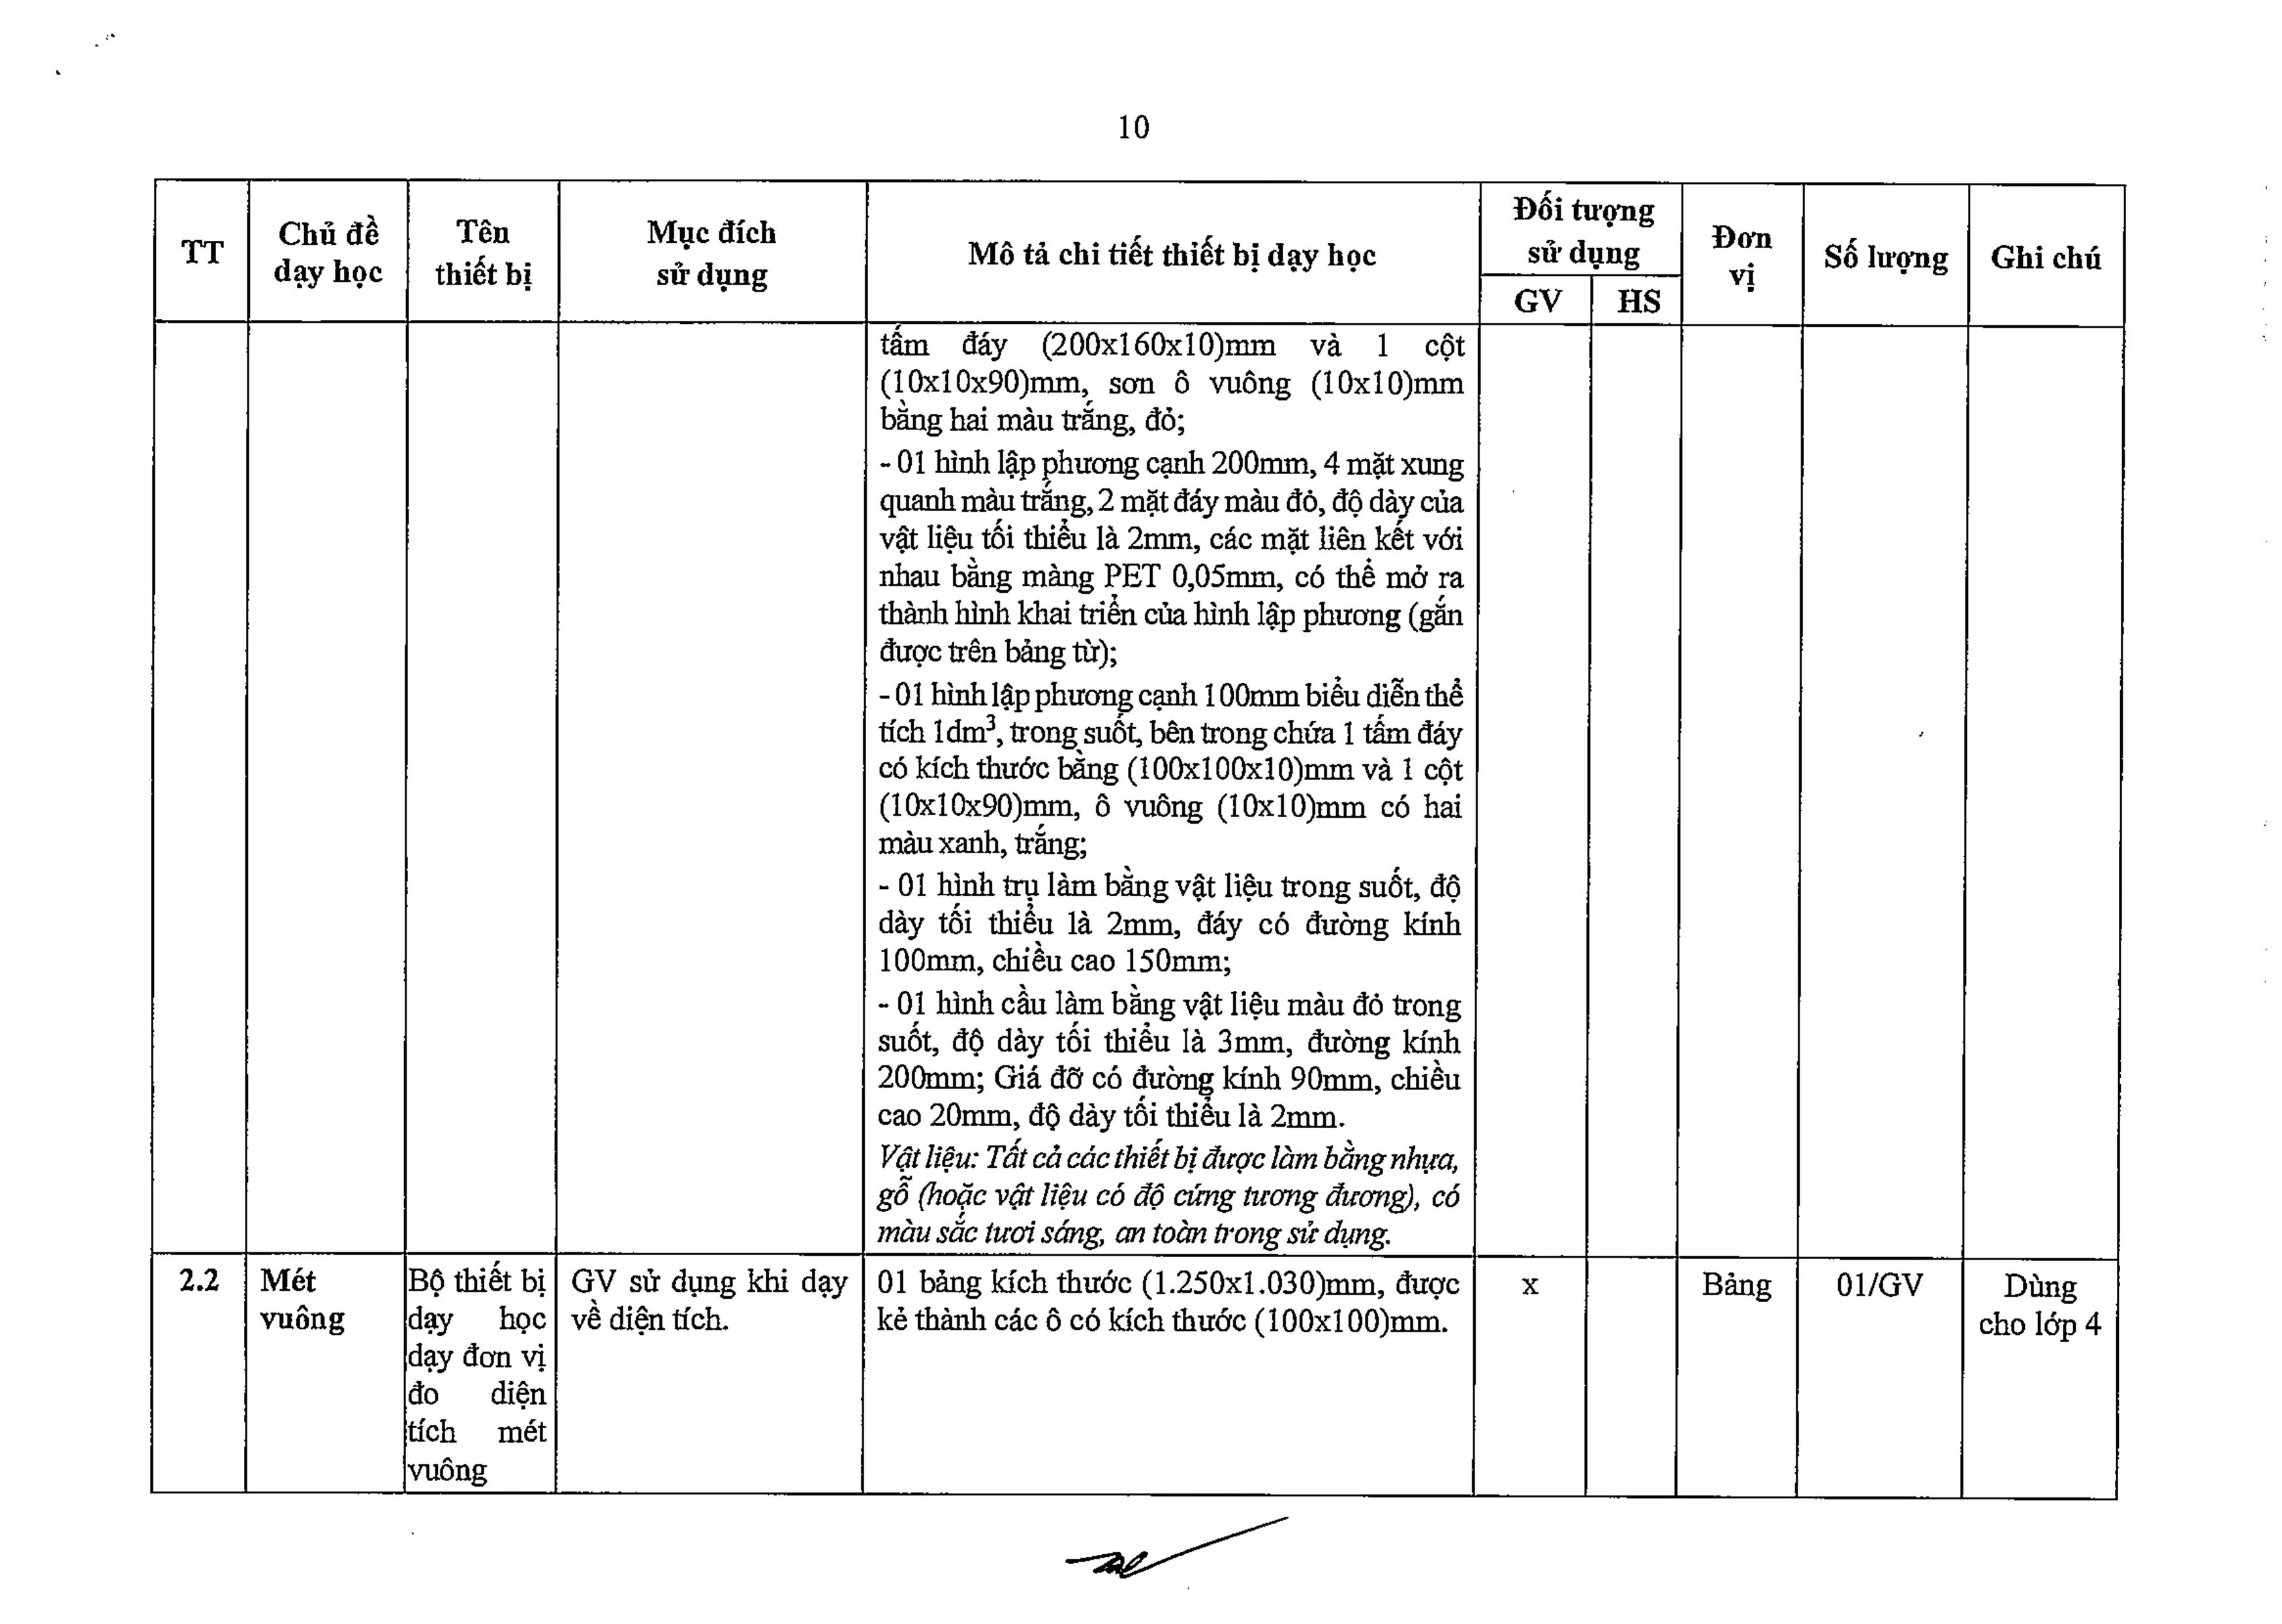 10
TT
Chủ đề
dạy học
Tên
thiết bị
Mục đích
sử dụng
Mô tả chi tiết thiết bị dạy học
Đối tượng
sử dụng
GV
HS
Đơn
vị
Số lượng
Ghi chú
tấm đáy (200x160x10)mm và 1 cột
(10x10x90)mm, sơn ô vuông (10x10)mm
bằng hai màu trắng, đỏ;
- 01 hình lập phương cạnh 200mm, 4 mặt xung
quanh màu trắng, 2 mặt đáy màu đỏ, độ dày của
vật liệu tối thiểu là 2mm, các mặt liên kết với
nhau bằng màng PET 0,05mm, có thể mở ra
thành hình khai triển của hình lập phương (gắn
được trên bảng từ);
- 01 hình lập phương cạnh 100mm biểu diễn thể
tích 1dm³, trong suốt, bên trong chứa 1 tấm đáy
có kích thước bằng (100x100x10)mm và 1 cột
(10x10x90)mm, ô vuông (10x10)mm có hai
màu xanh, trắng;
- 01 hình trụ làm bằng vật liệu trong suốt, độ
dày tối thiểu là 2mm, đáy có đường kính
100mm, chiều cao 150mm;
- 01 hình cầu làm bằng vật liệu màu đỏ trong
suốt, độ dày tối thiểu là 3mm, đường kính
200mm; Giá đỡ có đường kính 90mm, chiều
cao 20mm, độ dày tối thiểu là 2mm.
Vật liệu: Tất cả các thiết bị được làm bằng nhựa,
gỗ (hoặc vật liệu có độ cứng tương đương), có
màu sắc tươi sáng, an toàn trong sử dụng.
2.2
Mét
vuông
Bộ thiết bị
dạy học
dạy đơn vị
đo diện
tích mét
vuông
GV sử dụng khi dạy
về diện tích.
01 bảng kích thước (1.250x1.030)mm, được
kẻ thành các ô có kích thước (100x100)mm.
x
Bảng
01/GV
Dùng
cho lớp 4